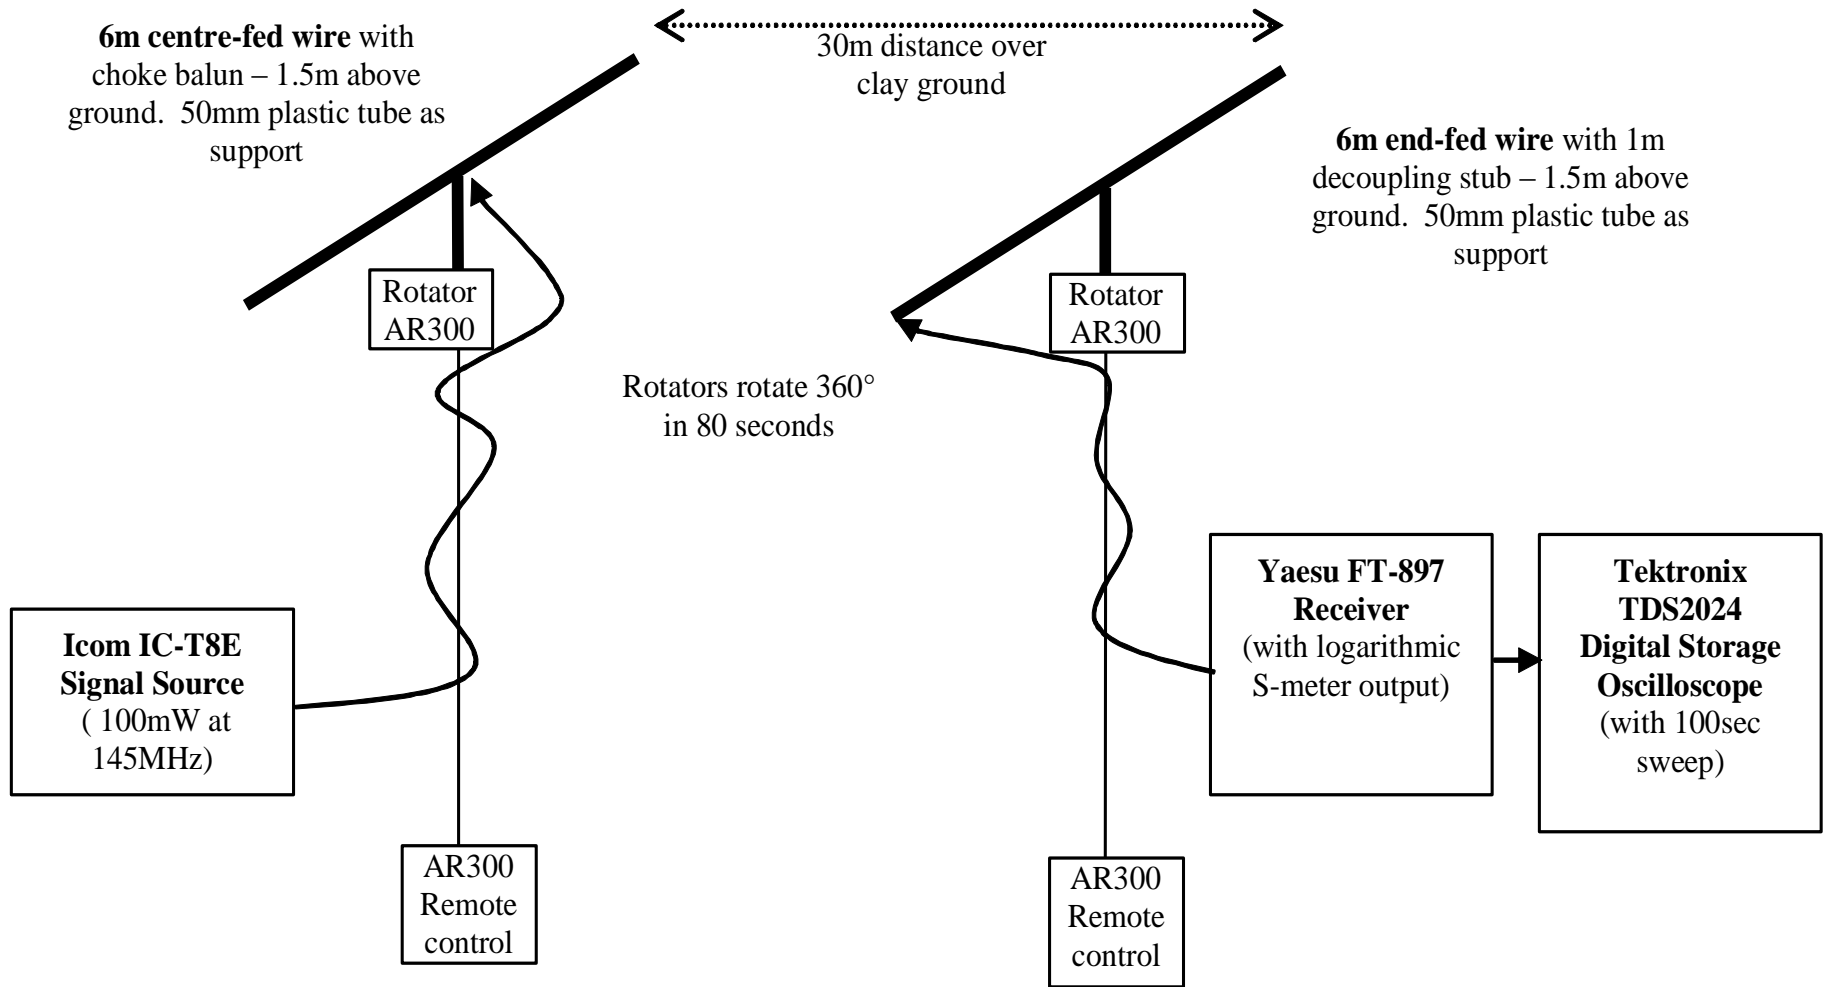 6m centre-fed wire with
choke balun – 1.5m above
ground.  50mm plastic tube as
support
30m distance over
clay ground
6m end-fed wire with 1m
decoupling stub – 1.5m above
ground.  50mm plastic tube as
support
Rotator
AR300
Rotator
AR300
Rotators rotate 360°
in 80 seconds
Icom IC-T8E
Signal Source
( 100mW at
145MHz)
Yaesu FT-897
Receiver
(with logarithmic
S-meter output)
Tektronix
TDS2024
Digital Storage
Oscilloscope
(with 100sec
sweep)
AR300
Remote
control
AR300
Remote
control